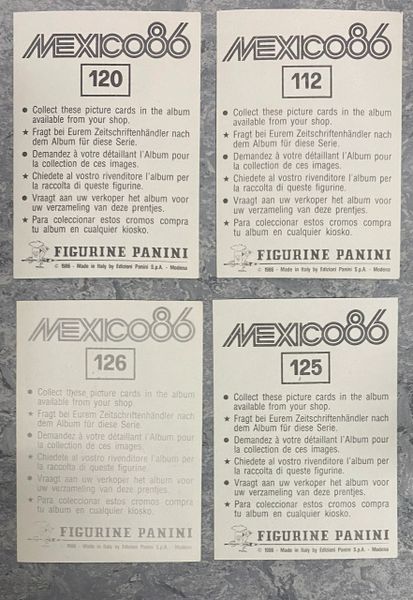 MEXICO86
120
● Collect these picture cards in the album
available from your shop.
★ Fragt bei Eurem Zeitschriftenhändler nach
dem Album für diese Serie.
● Demandez à votre détaillant l'Album pour
la collection de ces images.
★ Chiedete al vostro rivenditore l'album per
la raccolta di queste figurine.
● Vraagt aan uw verkoper het album voor
uw verzameling van deze prentjes.
★ Para coleccionar estos cromos compra
tu album en cualquier kiosko.
FIGURINE PANINI
© 1986 - Made in Italy by Edizioni Panini S.p.A. - Modena
MEXICO86
112
● Collect these picture cards in the album
available from your shop.
★ Fragt bei Eurem Zeitschriftenhändler nach
dem Album für diese Serie.
● Demandez à votre détaillant l'Album pour
la collection de ces images.
★ Chiedete al vostro rivenditore l'album per
la raccolta di queste figurine.
● Vraagt aan uw verkoper het album voor
uw verzameling van deze prentjes.
★ Para coleccionar estos cromos compra
tu album en cualquier kiosko.
FIGURINE PANINI
© 1986 - Made in Italy by Edizioni Panini S.p.A. - Modena
MEXICO86
126
● Collect these picture cards in the album
available from your shop.
★ Fragt bei Eurem Zeitschriftenhändler nach
dem Album für diese Serie.
● Demandez à votre détaillant l'Album pour
la collection de ces images.
★ Chiedete al vostro rivenditore l'album per
la raccolta di queste figurine.
● Vraagt aan uw verkoper het album voor
uw verzameling van deze prentjes.
★ Para coleccionar estos cromos compra
tu album en cualquier kiosko.
FIGURINE PANINI
© 1986 - Made in Italy by Edizioni Panini S.p.A. - Modena
MEXICO86
125
● Collect these picture cards in the album
available from your shop.
★ Fragt bei Eurem Zeitschriftenhändler nach
dem Album für diese Serie.
● Demandez à votre détaillant l'Album pour
la collection de ces images.
★ Chiedete al vostro rivenditore l'album per
la raccolta di queste figurine.
● Vraagt aan uw verkoper het album voor
uw verzameling van deze prentjes.
★ Para coleccionar estos cromos compra
tu album en cualquier kiosko.
FIGURINE PANINI
© 1986 - Made in Italy by Edizioni Panini S.p.A. - Modena